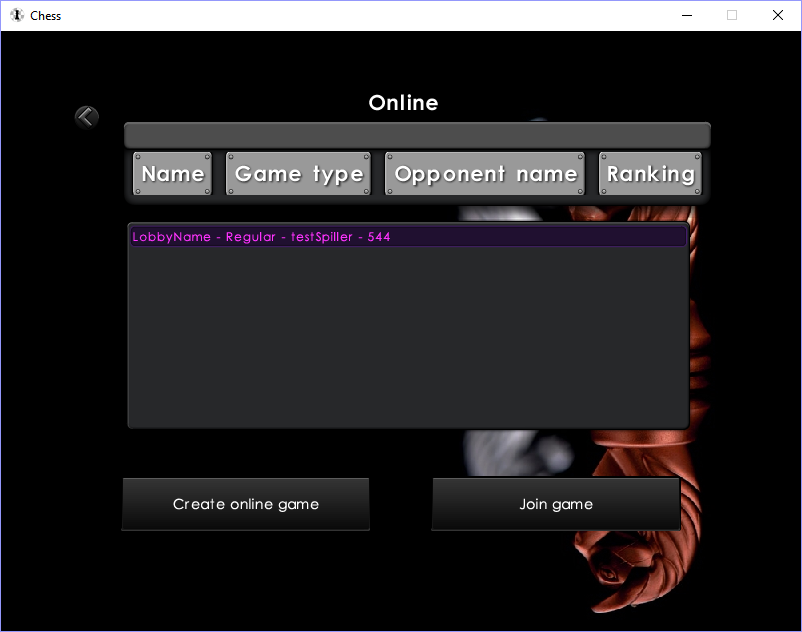 Chess
Online
Name Game type Opponent name Ranking
LobbyName - Regular - testSpiller - 544
Create online game Join game